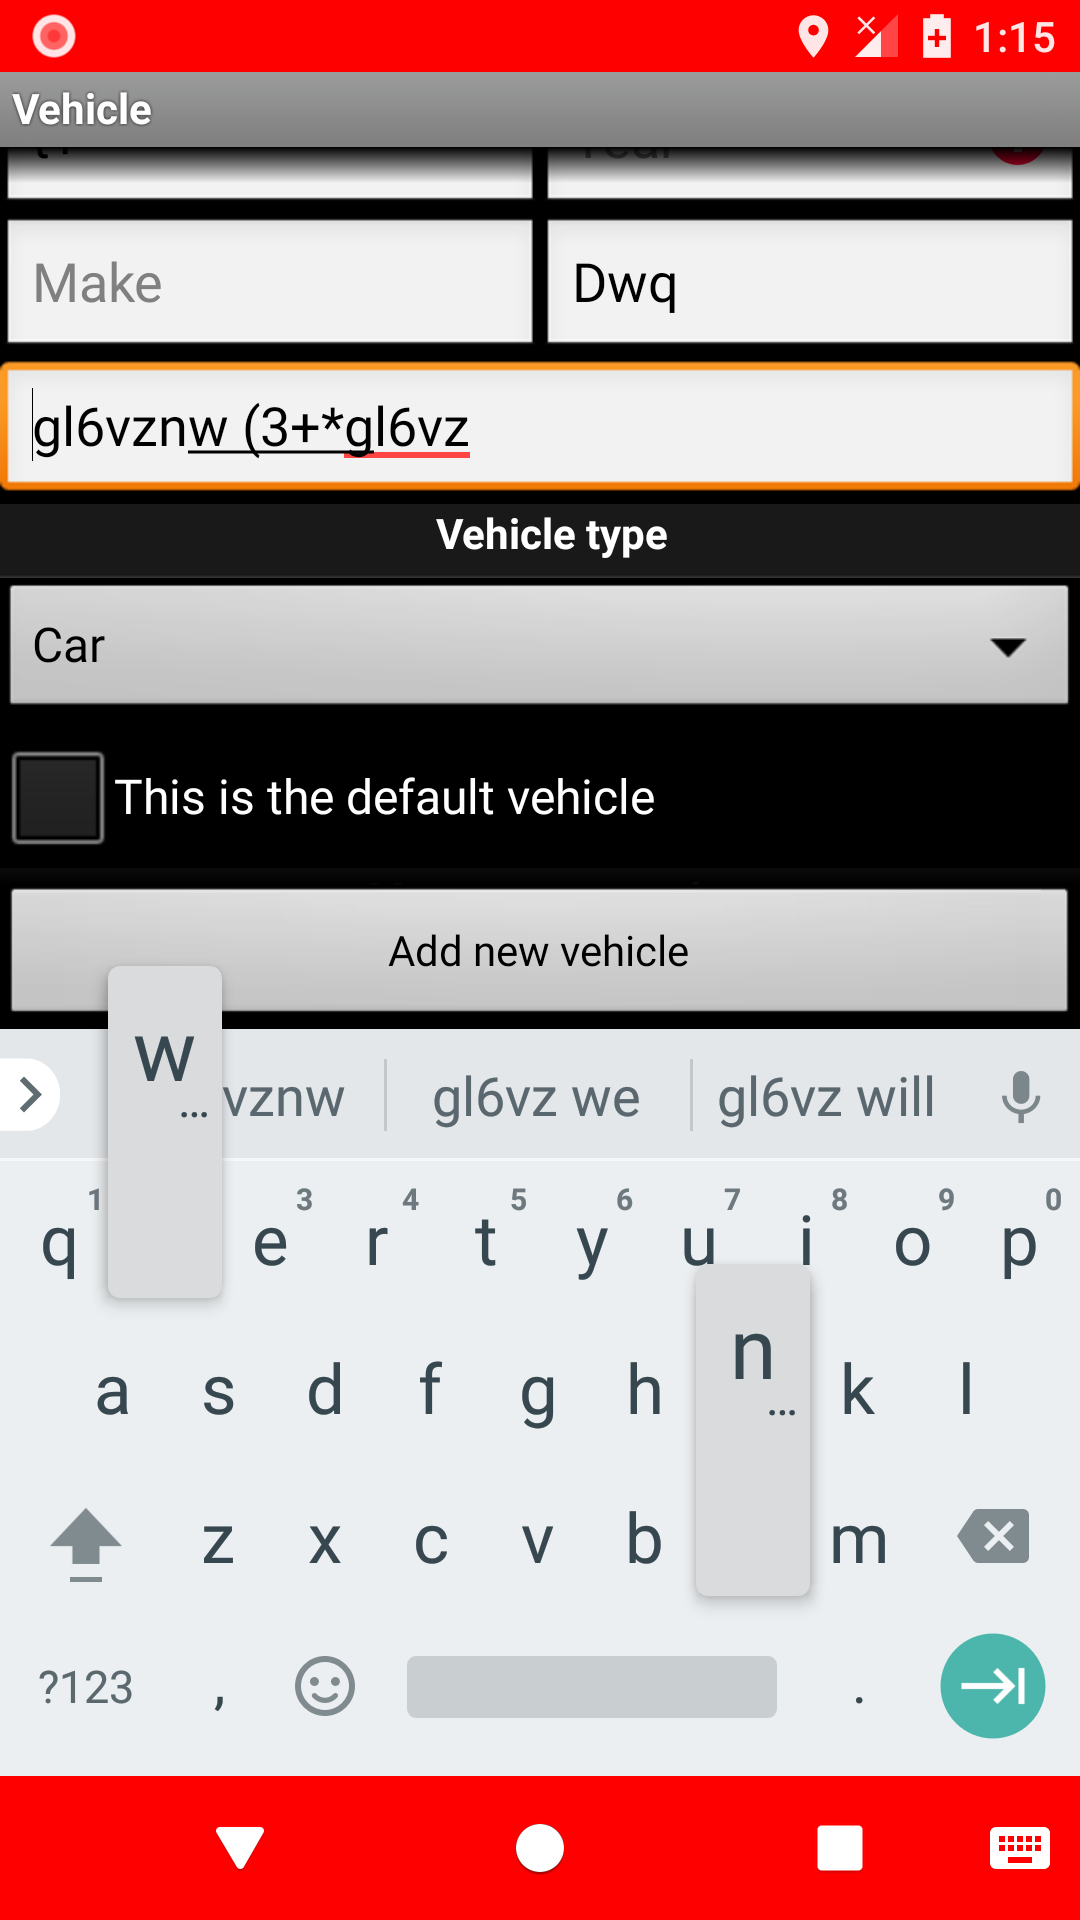 1:15
Vehicle
Make
Dwq
gl6vznw (3+*gl6vz
Vehicle type
Car
This is the default vehicle
Add new vehicle
w
...
vznw
gl6vz we
gl6vz will
1 3 4 5 6 7 8 9 0
q e r t y u i o p
a s d f g h k l
n
...
z x c v b m
?123 , .